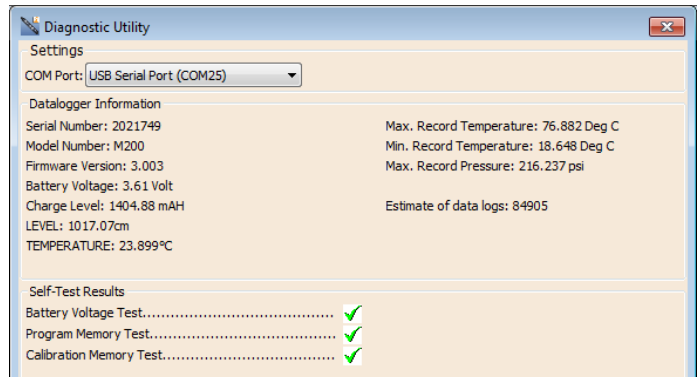 Diagnostic Utility
Settings
COM Port: USB Serial Port (COM25)
Datalogger Information
Serial Number: 2021749
Model Number: M200
Firmware Version: 3.003
Battery Voltage: 3.61 Volt
Charge Level: 1404.88 mAH
LEVEL: 1017.07cm
TEMPERATURE: 23.899°C
Max. Record Temperature: 76.882 Deg C
Min. Record Temperature: 18.648 Deg C
Max. Record Pressure: 216.237 psi
Estimate of data logs: 84905
Self-Test Results
Battery Voltage Test.........................................
Program Memory Test.......................................
Calibration Memory Test.....................................